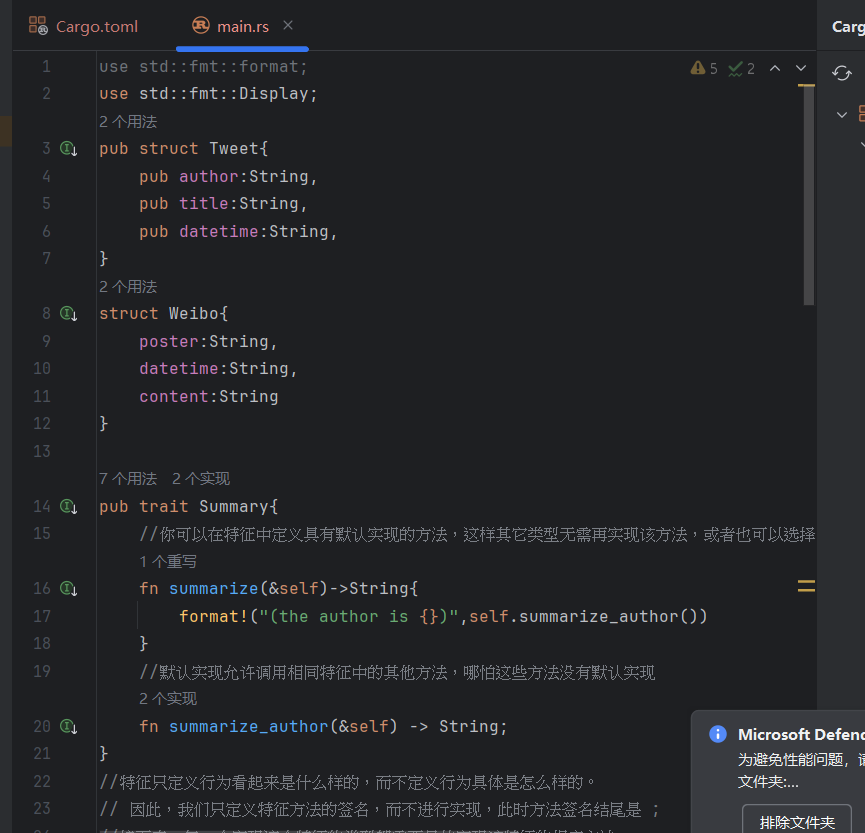 Cargo.toml
main.rs
Carg
1 use std::fmt::format;
5 2
2 use std::fmt::Display;
2 个用法
3 pub struct Tweet{
4 pub author:String,
5 pub title:String,
6 pub datetime:String,
7 }
2 个用法
8 struct Weibo{
9 poster:String,
10 datetime:String,
11 content:String
12 }
13
7 个用法 2 个实现
14 pub trait Summary{
15 //你可以在特征中定义具有默认实现的方法，这样其它类型无需再实现该方法，或者也可以选择
1 个重写
16 fn summarize(&self)->String{
17 format!("(the author is {})",self.summarize_author())
18 }
19 //默认实现允许调用相同特征中的其他方法，哪怕这些方法没有默认实现
2 个实现
20 fn summarize_author(&self) -> String;
21 }
22 //特征只定义行为看起来是什么样的，而不定义行为具体是怎么样的。
23 // 因此，我们只定义特征方法的签名，而不进行实现，此时方法签名结尾是 ;
Microsoft Defend
为避免性能问题，请
文件夹:...
排除文件夹